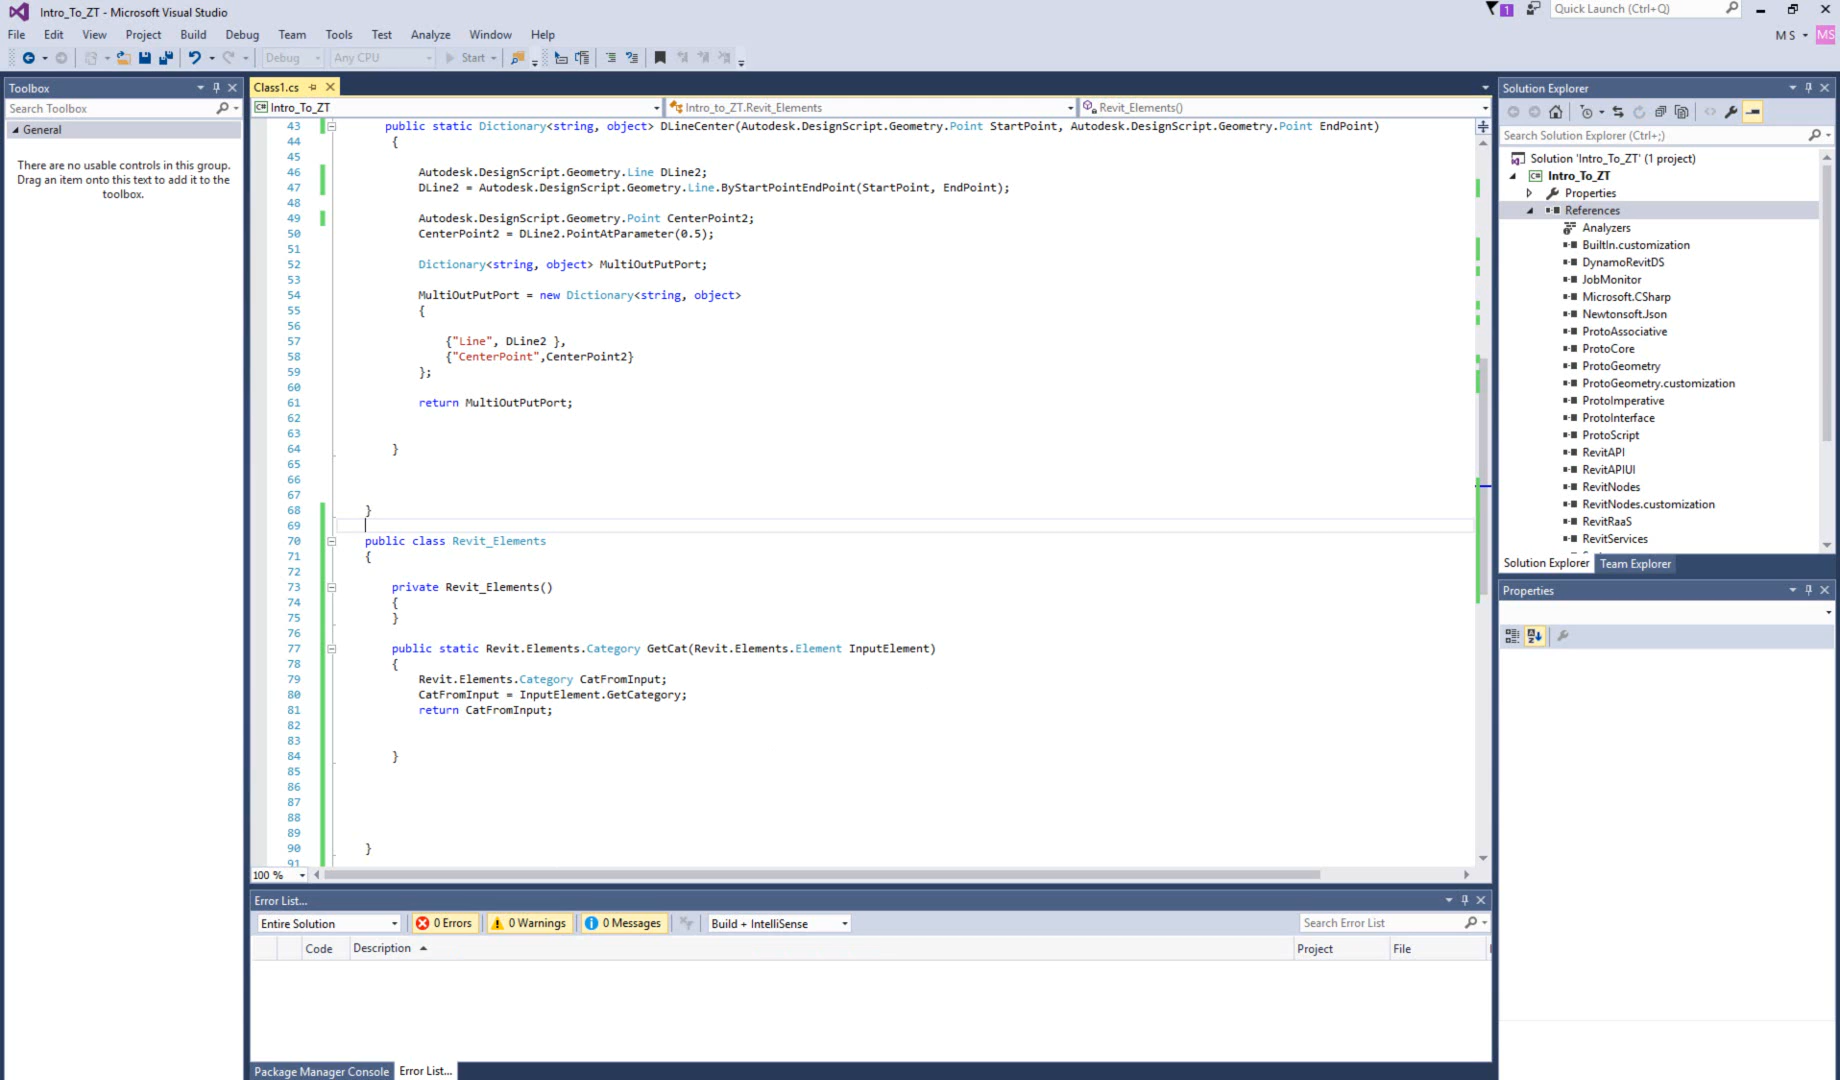 Intro_To_ZT - Microsoft Visual Studio
1
Quick Launch (Ctrl+Q)
File Edit View Project Build Debug Team Tools Test Analyze Window Help
M S
MS
Debug
Any CPU
Start
Toolbox
Search Toolbox
General
There are no usable controls in this group.
Drag an item onto this text to add it to the
toolbox.
Class1.cs
Intro_To_ZT
Intro_to_ZT.Revit_Elements
Revit_Elements()
43 public static Dictionary<string, object> DLineCenter(Autodesk.DesignScript.Geometry.Point StartPoint, Autodesk.DesignScript.Geometry.Point EndPoint)
44 {
45
46 Autodesk.DesignScript.Geometry.Line DLine2;
47 DLine2 = Autodesk.DesignScript.Geometry.Line.ByStartPointEndPoint(StartPoint, EndPoint);
48
49 Autodesk.DesignScript.Geometry.Point CenterPoint2;
50 CenterPoint2 = DLine2.PointAtParameter(0.5);
51
52 Dictionary<string, object> MultiOutPutPort;
53
54 MultiOutPutPort = new Dictionary<string, object>
55 {
56
57 {"Line", DLine2 },
58 {"CenterPoint",CenterPoint2}
59 };
60
61 return MultiOutPutPort;
62
63
64 }
65
66
67
68 }
69
70 public class Revit_Elements
71 {
72
73 private Revit_Elements()
74 {
75 }
76
77 public static Revit.Elements.Category GetCat(Revit.Elements.Element InputElement)
78 {
79 Revit.Elements.Category CatFromInput;
80 CatFromInput = InputElement.GetCategory;
81 return CatFromInput;
82
83
84 }
85
86
87
88
89
90 }
91
100 %
Error List...
Entire Solution
0 Errors
0 Warnings
0 Messages
Build + IntelliSense
Search Error List
Code Description Project File
Package Manager Console
Error List...
Solution Explorer
Search Solution Explorer (Ctrl+;)
Solution 'Intro_To_ZT' (1 project)
Intro_To_ZT
Properties
References
Analyzers
BuiltIn.customization
DynamoRevitDS
JobMonitor
Microsoft.CSharp
Newtonsoft.Json
ProtoAssociative
ProtoCore
ProtoGeometry
ProtoGeometry.customization
ProtoImperative
ProtoInterface
ProtoScript
RevitAPI
RevitAPIUI
RevitNodes
RevitNodes.customization
RevitRaaS
RevitServices
Solution Explorer
Team Explorer
Properties